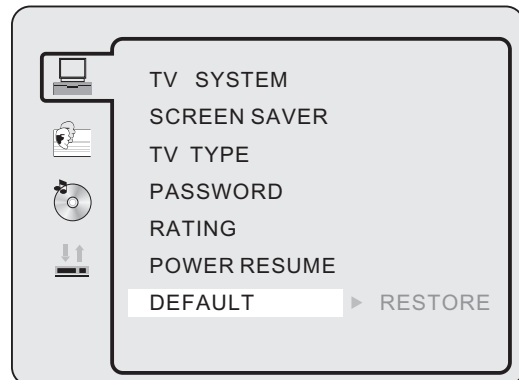 TV SYSTEM
SCREEN SAVER
TV TYPE
PASSWORD
RATING
POWER RESUME
DEFAULT RESTORE